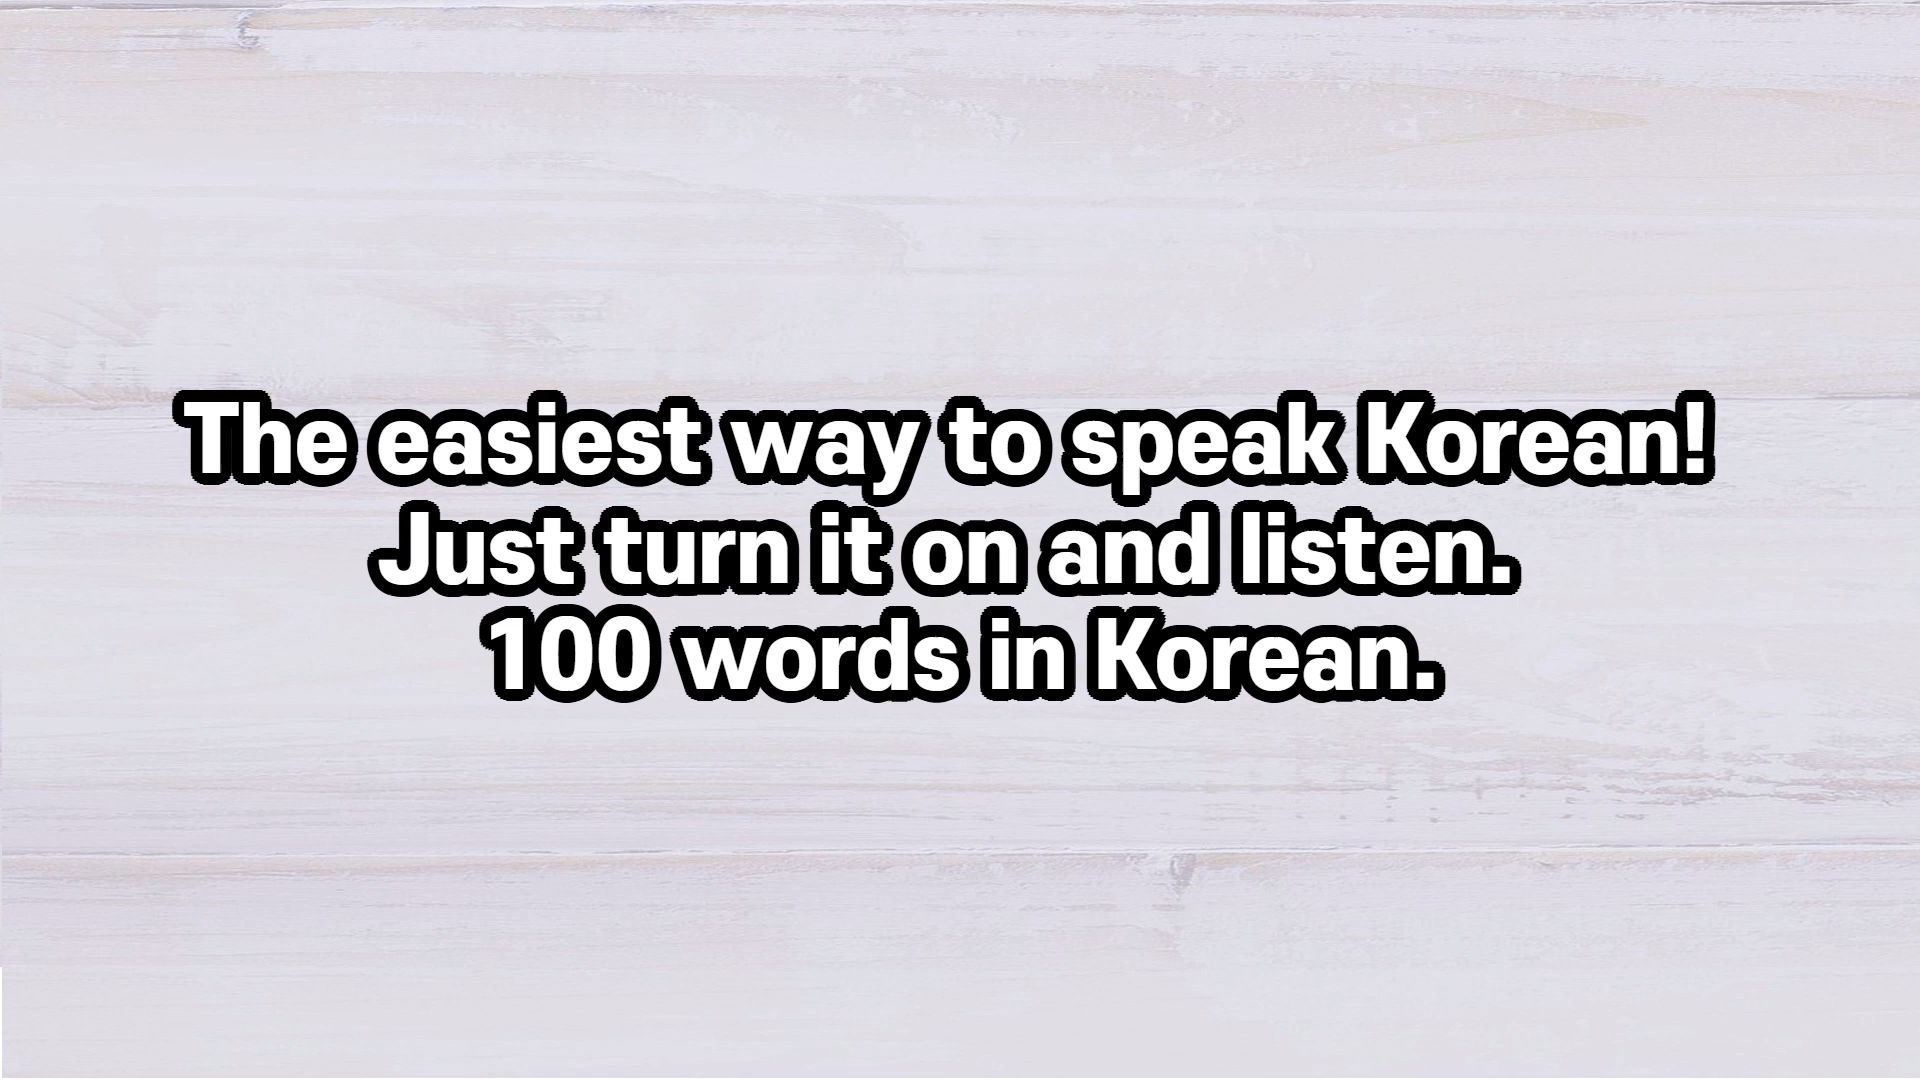 The easiest way to speak Korean!
Just turn it on and listen.
100 words in Korean.